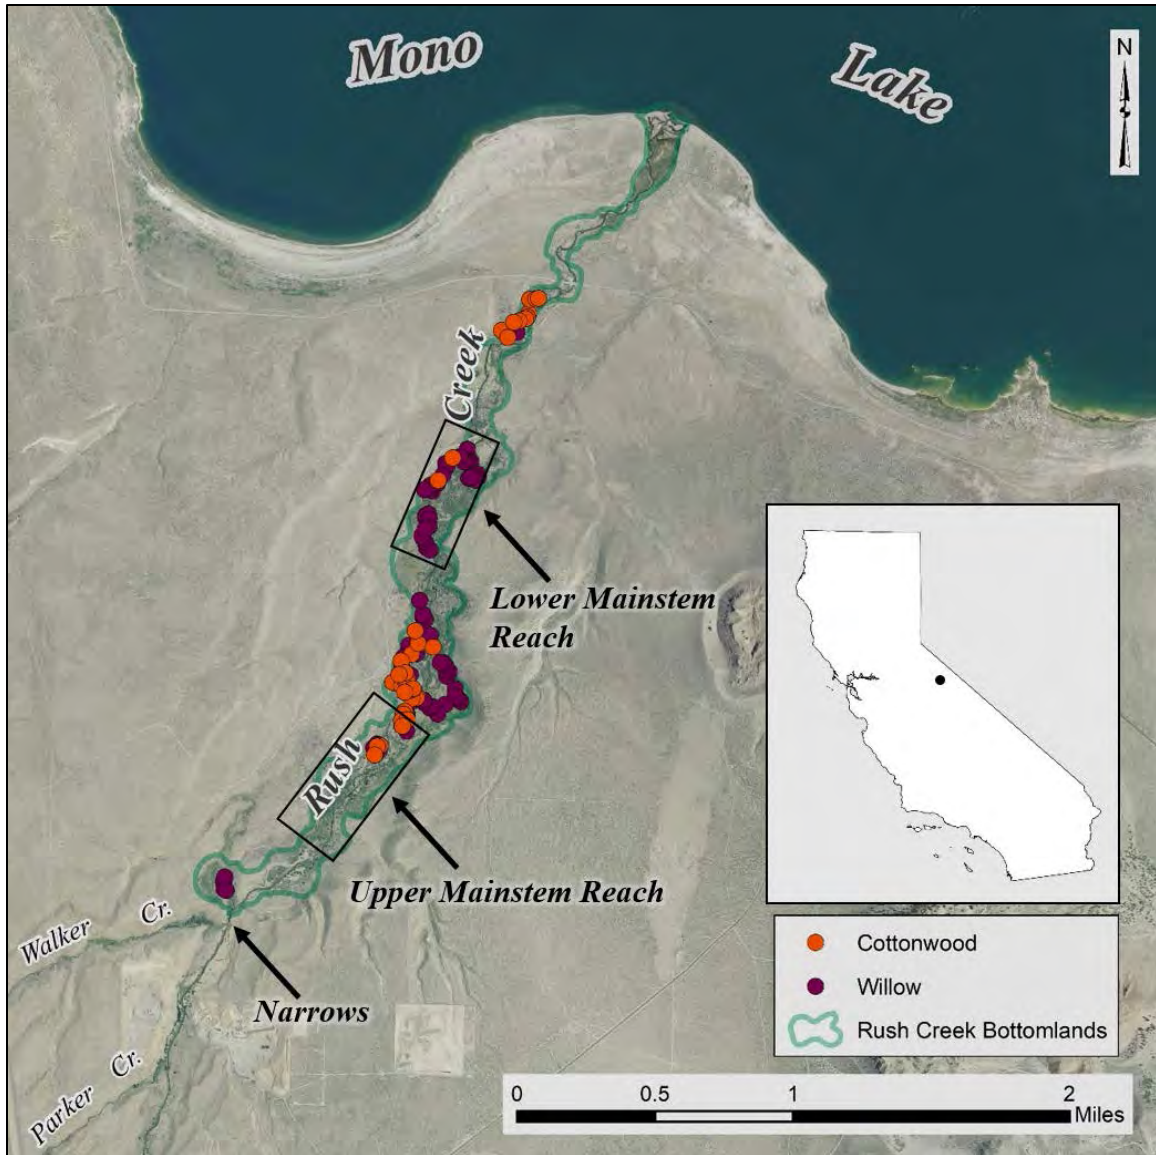 Mono
Lake
N
Creek
Lower Mainstem
Reach
Rush
Upper Mainstem Reach
Walker Cr.
Narrows
Parker Cr.
Cottonwood
Willow
Rush Creek Bottomlands
0 0.5 1 2
Miles